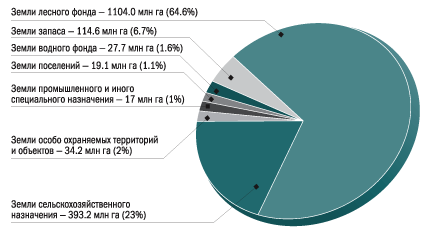 Земли лесного фонда – 1104.0 млн га (64.6%)
Земли запаса – 114.6 млн га (6.7%)
Земли водного фонда – 27.7 млн га (1.6%)
Земли поселений – 19.1 млн га (1.1%)
Земли промышленного и иного
специального назначения – 17 млн га (1%)
Земли особо охраняемых территорий
и объектов – 34.2 млн га (2%)
Земли сельскохозяйственного
назначения – 393.2 млн га (23%)